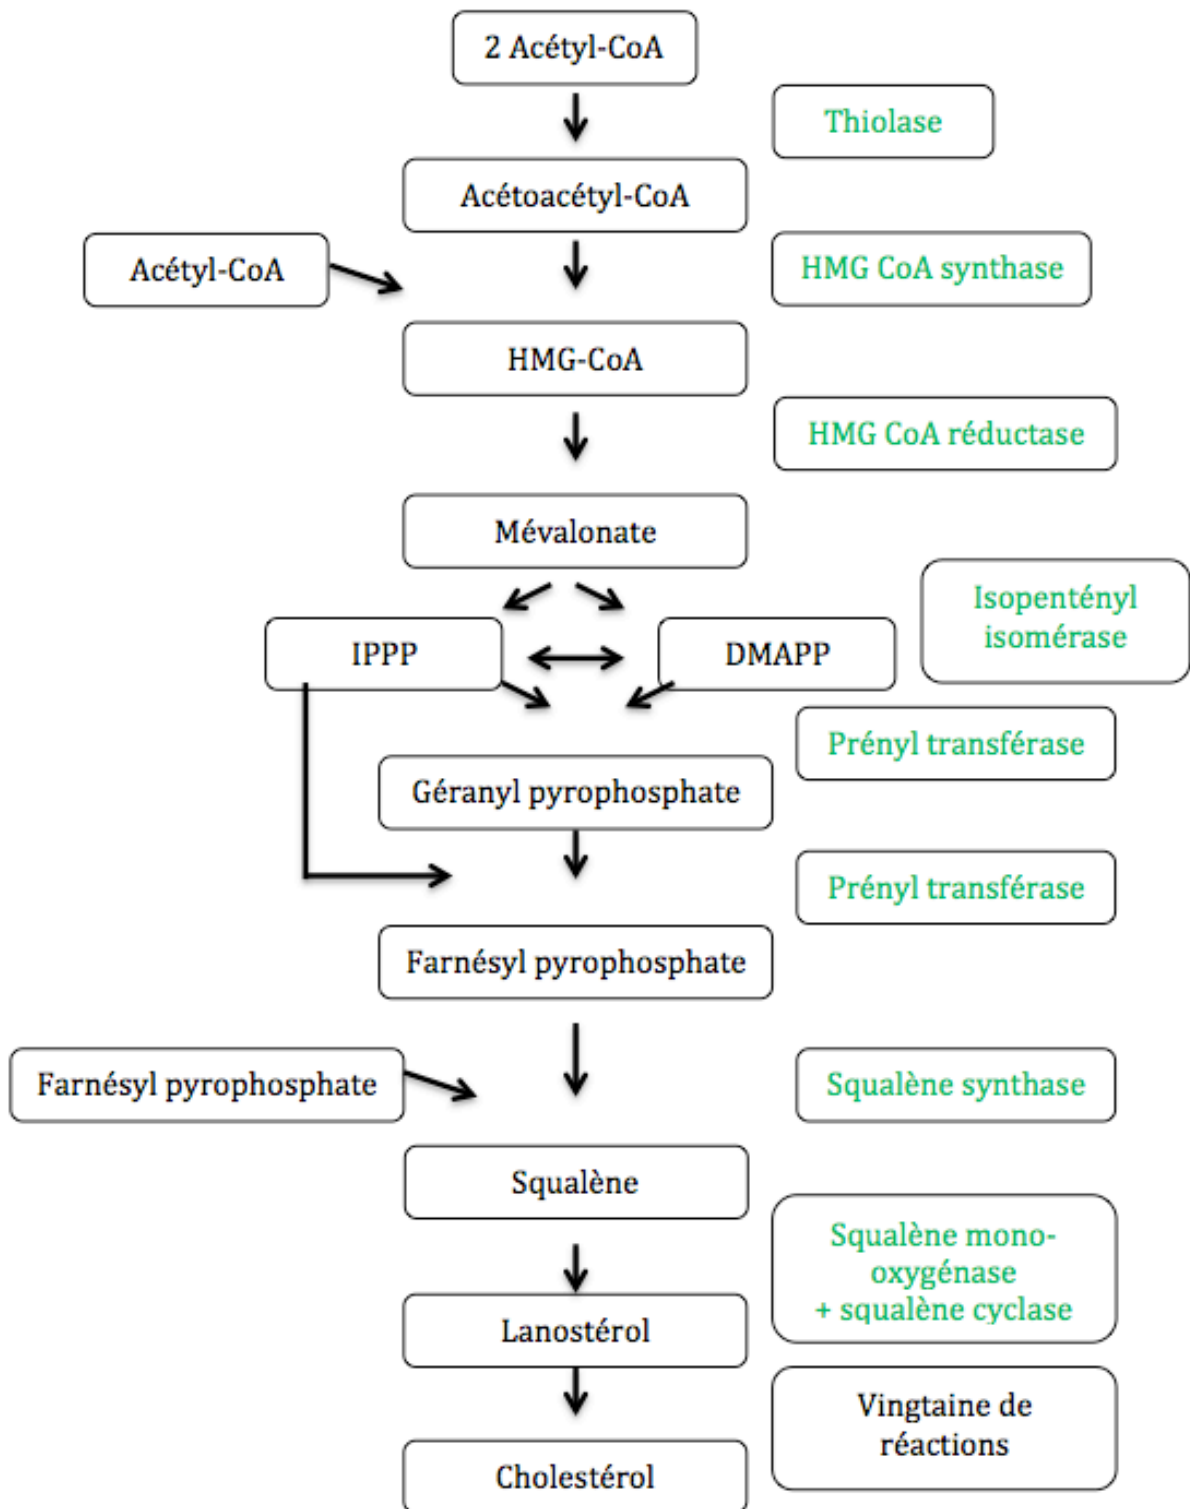 2 Acétyl-CoA
Thiolase
Acétoacétyl-CoA
Acétyl-CoA
HMG CoA synthase
HMG-CoA
HMG CoA réductase
Mévalonate
Isopentényl
isomérase
IPPP
DMAPP
Prényl transférase
Géranyl pyrophosphate
Prényl transférase
Farnésyl pyrophosphate
Farnésyl pyrophosphate
Squalène synthase
Squalène
Squalène mono-
oxygénase
+ squalène cyclase
Lanostérol
Vingtaine de
réactions
Cholestérol